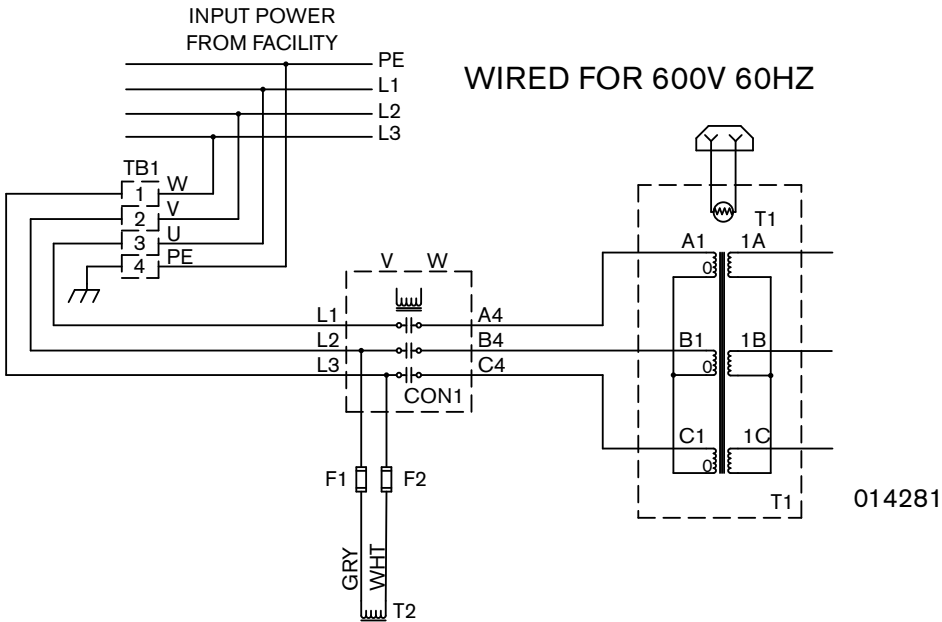 INPUT POWER
FROM FACILITY
PE
L1
L2
L3
WIRED FOR 600V 60HZ
TB1
1 W
2 V
3 U
4 PE
V W
L1 A4
L2 B4
L3 C4
CON1
T1
A1 1A
0
B1 1B
0
C1 1C
0
T1
014281
F1 F2
GRY WHT
T2